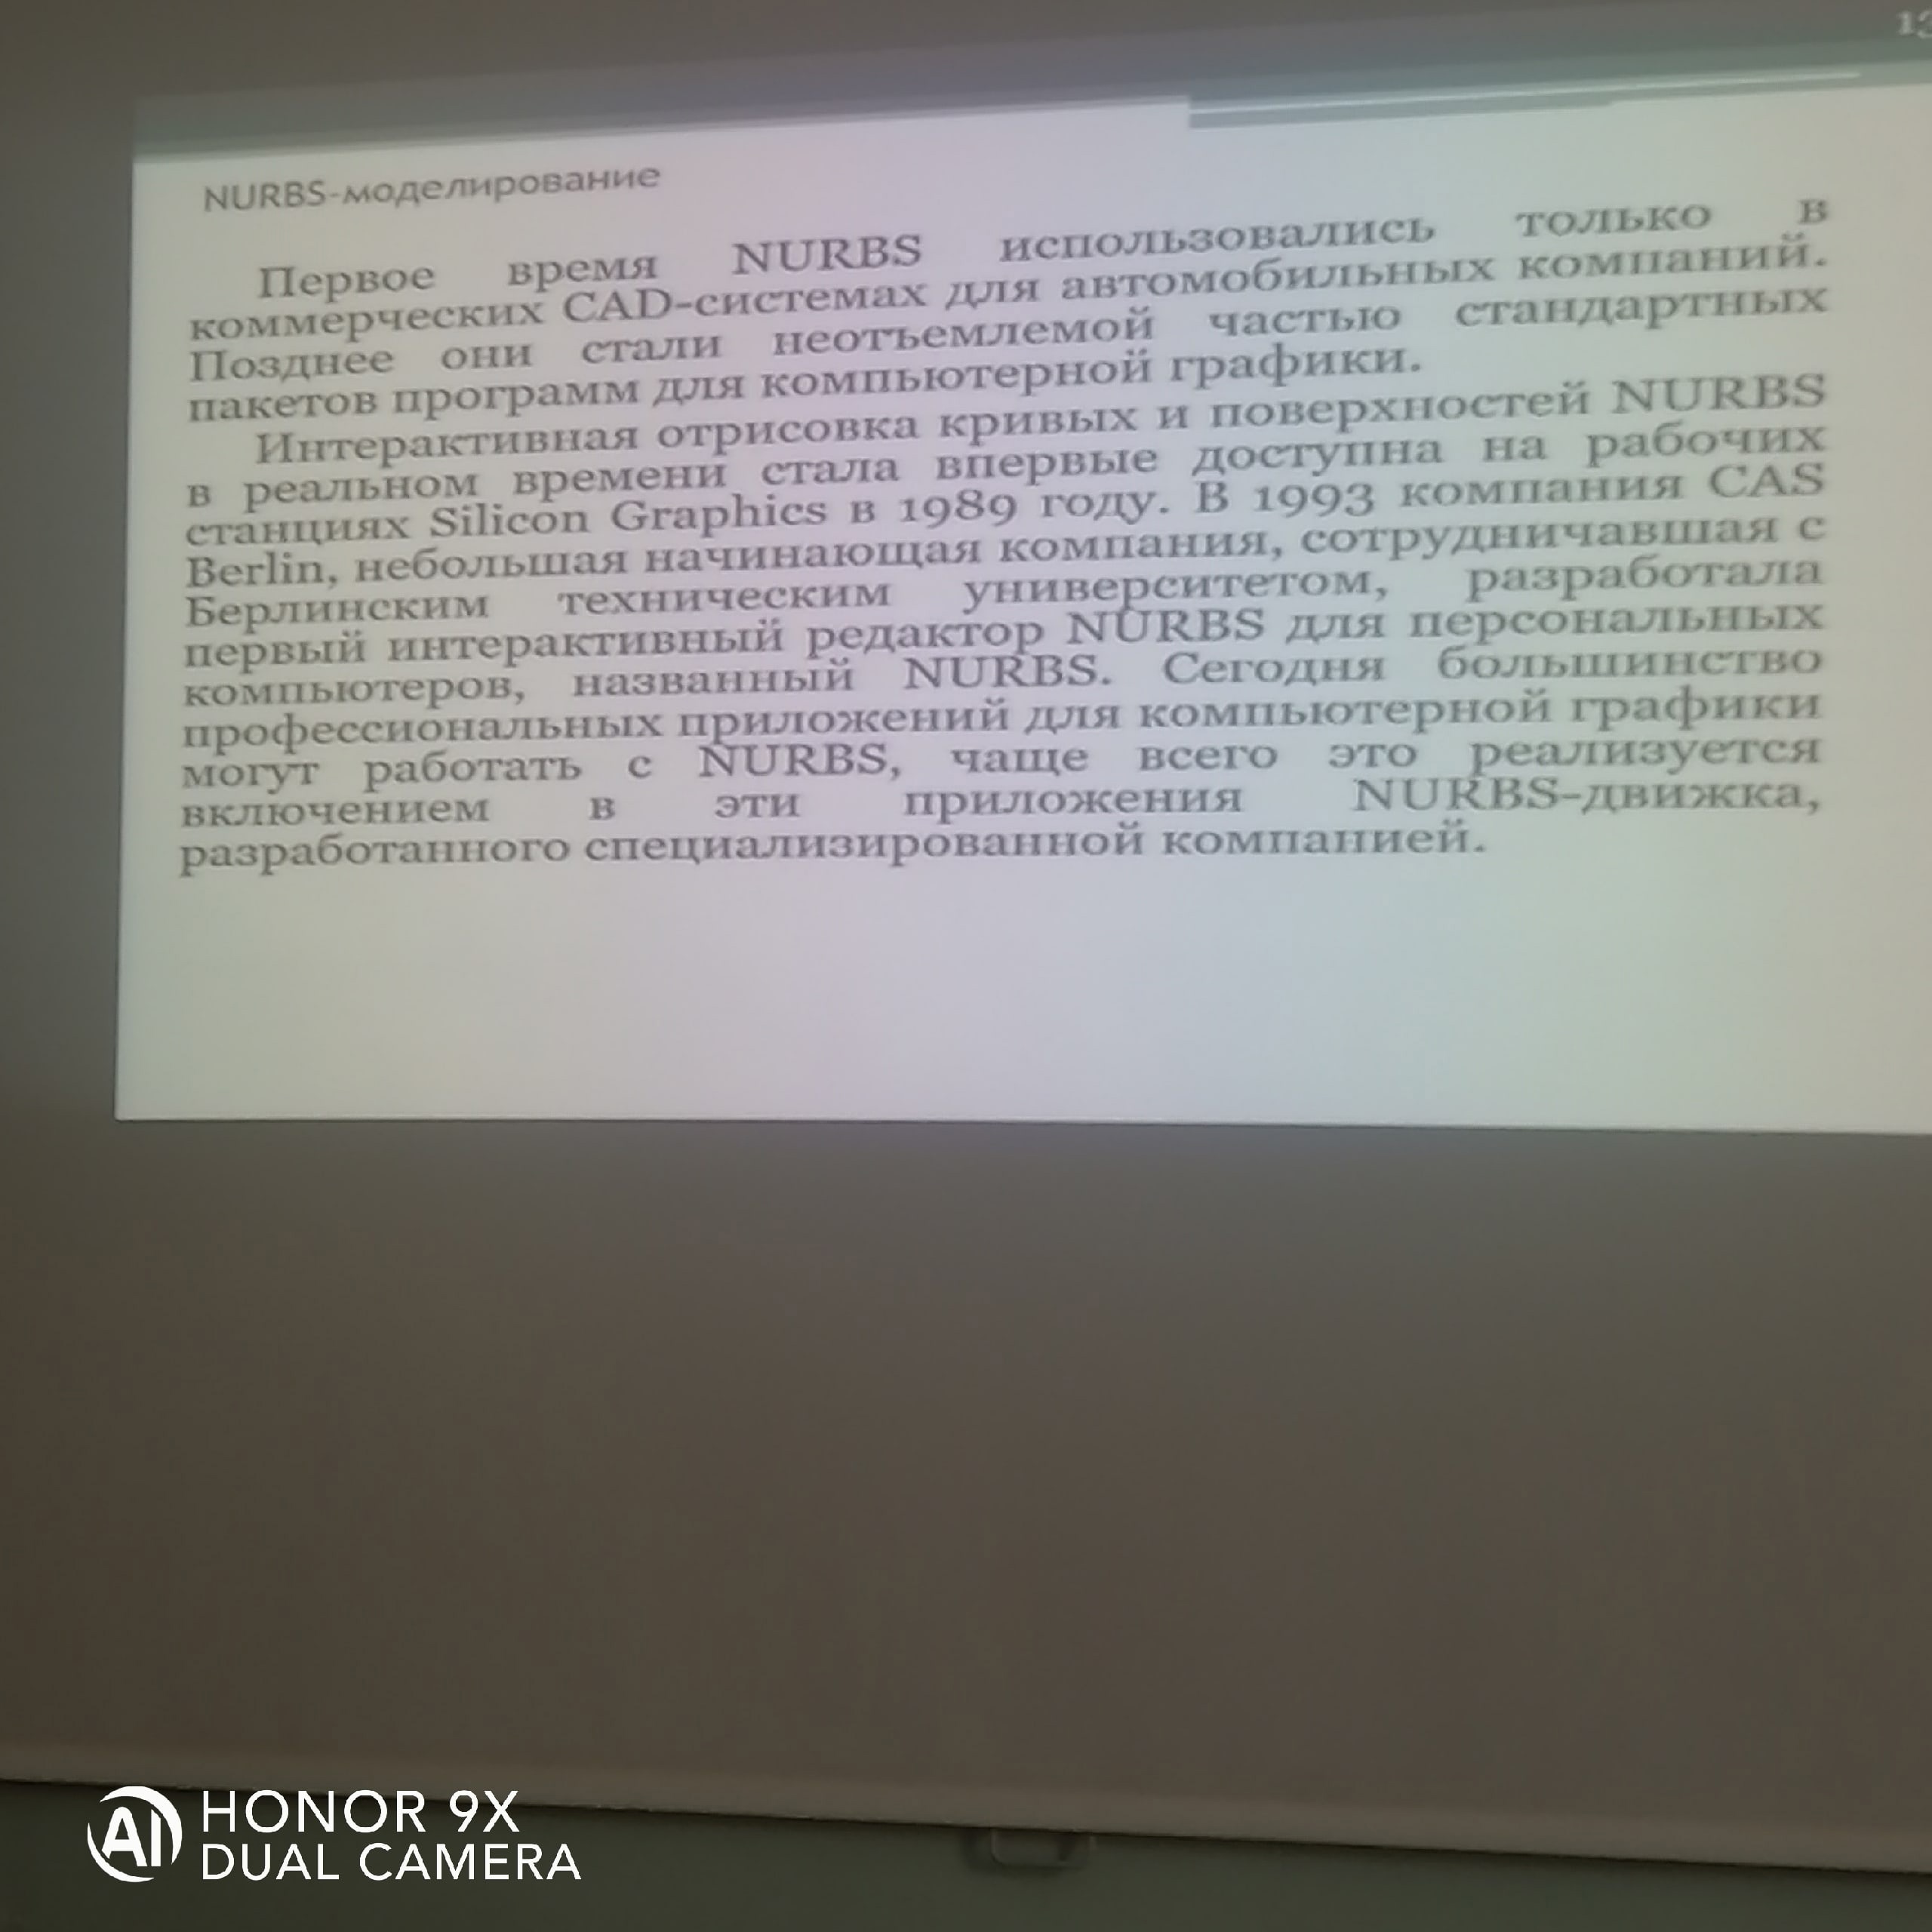 13
NURBS-моделирование
Первое время NURBS использовались только в
коммерческих CAD-системах для автомобильных компаний.
Позднее они стали неотъемлемой частью стандартных
пакетов программ для компьютерной графики.
Интерактивная отрисовка кривых и поверхностей NURBS
в реальном времени стала впервые доступна на рабочих
станциях Silicon Graphics в 1989 году. В 1993 компания CAS
Berlin, небольшая начинающая компания, сотрудничавшая с
Берлинским техническим университетом, разработала
первый интерактивный редактор NURBS для персональных
компьютеров, названный NURBS. Сегодня большинство
профессиональных приложений для компьютерной графики
могут работать с NURBS, чаще всего это реализуется
включением в эти приложения NURBS-движка,
разработанного специализированной компанией.
AI HONOR 9X
DUAL CAMERA